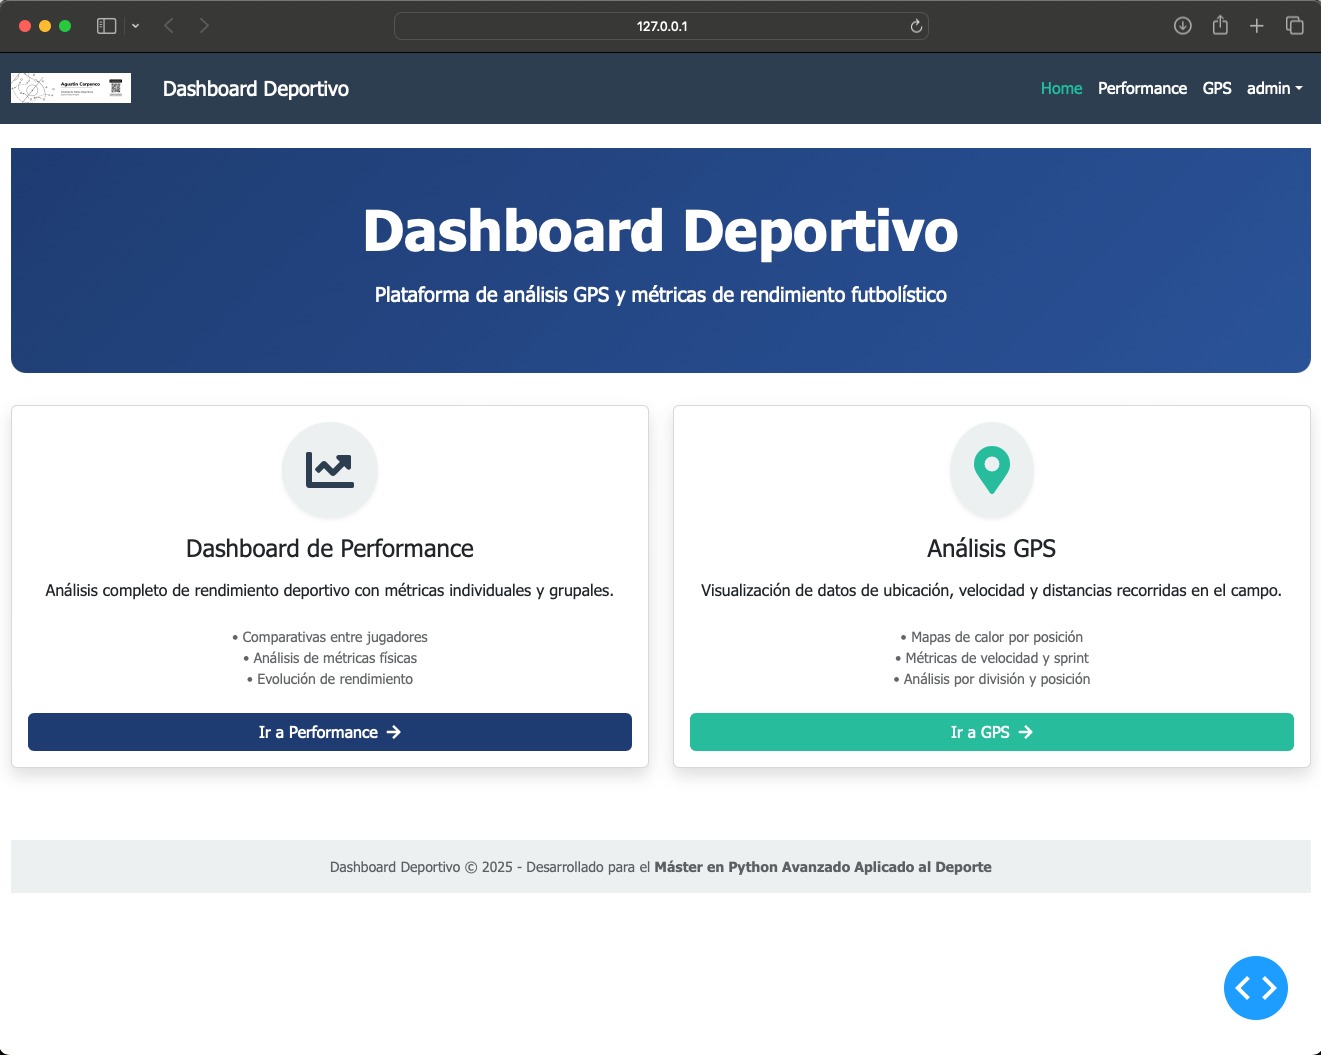 127.0.0.1
Agustín Carpenco
Dashboard Deportivo
Home Performance GPS admin
Dashboard Deportivo
Plataforma de análisis GPS y métricas de rendimiento futbolístico
Dashboard de Performance
Análisis completo de rendimiento deportivo con métricas individuales y grupales.
• Comparativas entre jugadores
• Análisis de métricas físicas
• Evolución de rendimiento
Ir a Performance →
Análisis GPS
Visualización de datos de ubicación, velocidad y distancias recorridas en el campo.
• Mapas de calor por posición
• Métricas de velocidad y sprint
• Análisis por división y posición
Ir a GPS →
Dashboard Deportivo © 2025 - Desarrollado para el Máster en Python Avanzado Aplicado al Deporte